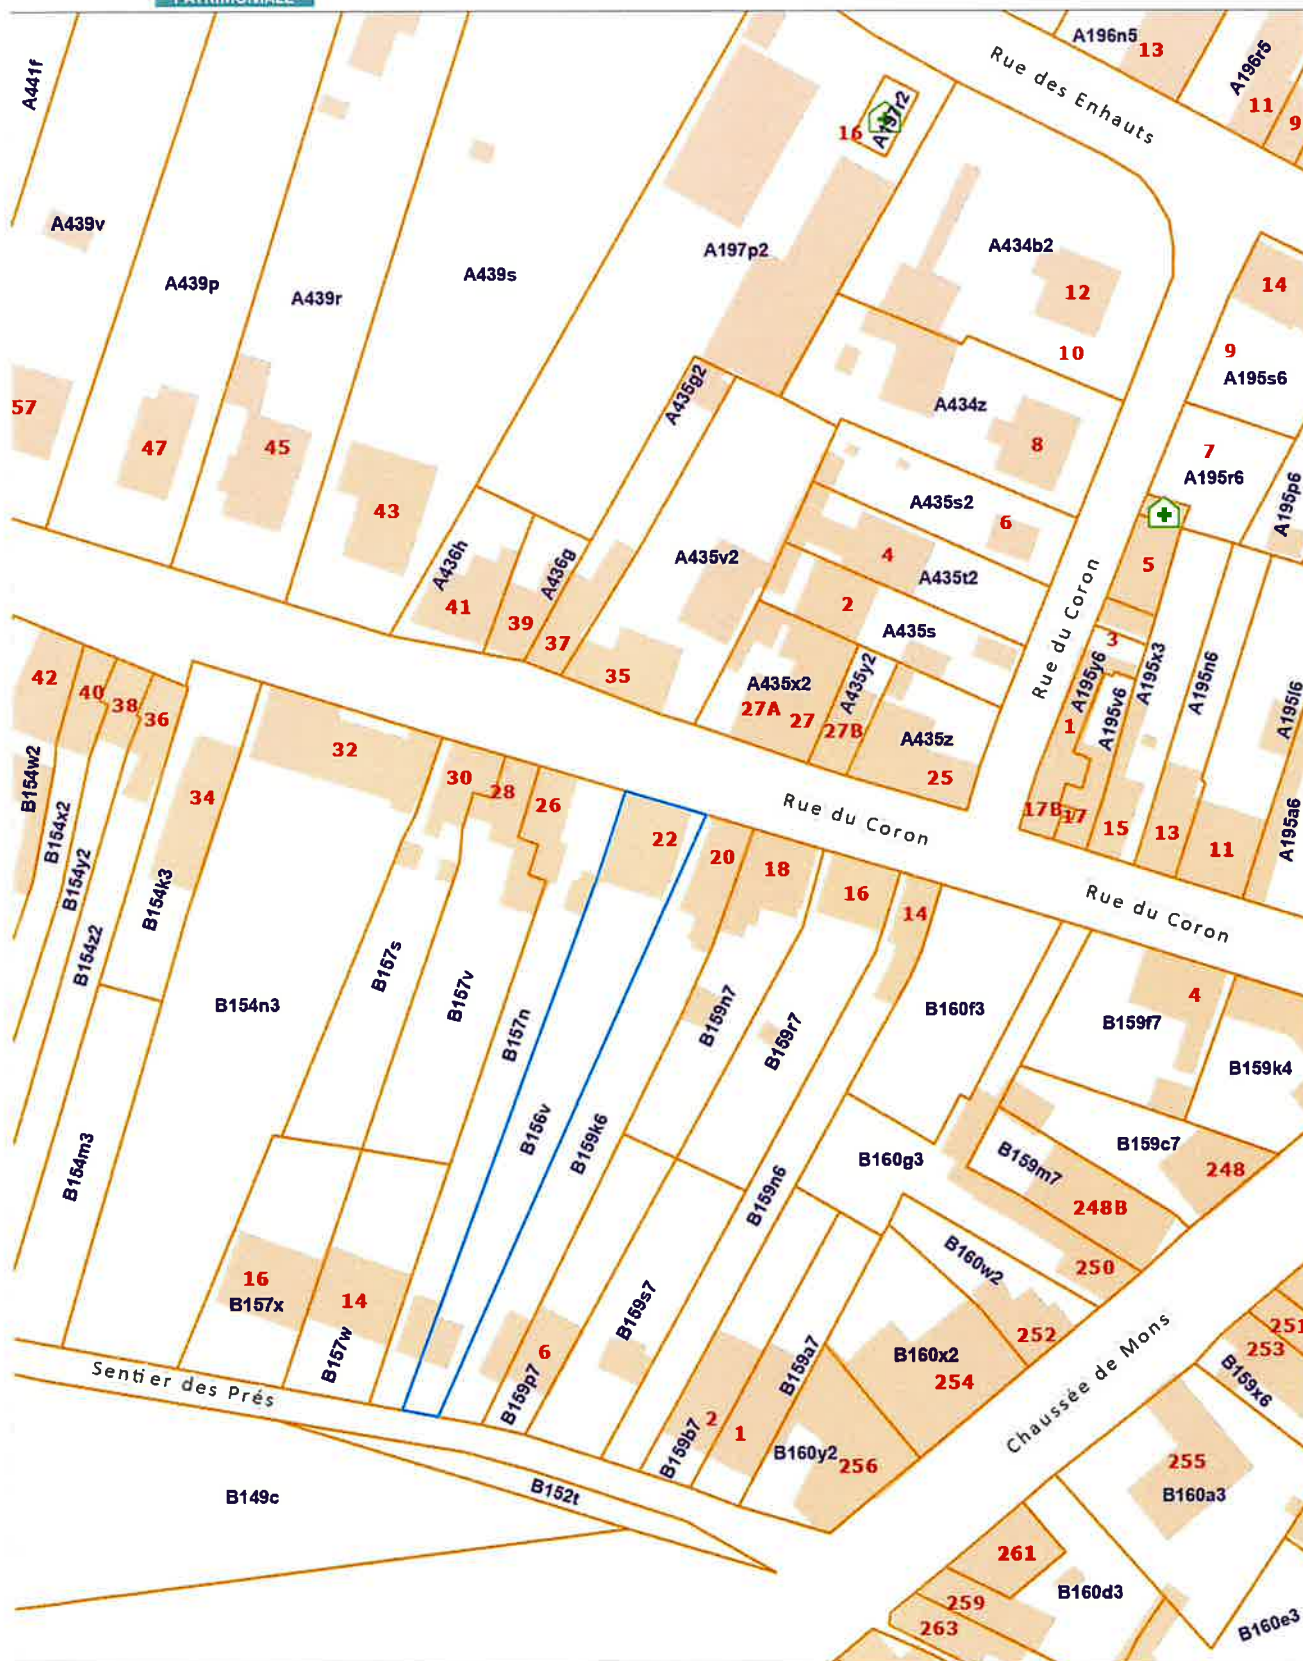 PATRIMONIALE
A441f
A196n5
13
A196r5
11
9
Rue des Enhauts
16
A197r2
A439v
A439p
A439r
A439s
A197p2
A434b2
12
10
14
9
A195s6
57
47
45
43
A435g2
A434z
8
7
A195r6
A195p6
A435s2
6
A436h
41
A436g
39
37
35
A435v2
4
A435t2
2
A435s
5
3
Rue du Coron
A195y6
A195x3
A195n6
A195l6
42
40
38
36
A435x2
27A
27
A435y2
27B
A435z
25
1
A195v6
17B
17
15
13
11
A195a6
B154w2
B154x2
B154y2
B154z2
34
B154k3
32
30
28
26
22
20
18
16
14
Rue du Coron
Rue du Coron
B154n3
B157s
B157v
B157n
B159n7
B159r7
B160f3
4
B159f7
B159k4
B154m3
B156v
B159k6
B159n6
B160g3
B159m7
B159c7
248
248B
250
16
B157x
14
B157w
B159s7
6
B159p7
B160w2
252
B160x2
254
B159a7
251
253
B159x6
Sentier des Prés
Chaussée de Mons
2
1
B159b7
B160y2
256
B149c
B152t
255
B160a3
261
259
263
B160d3
B160e3